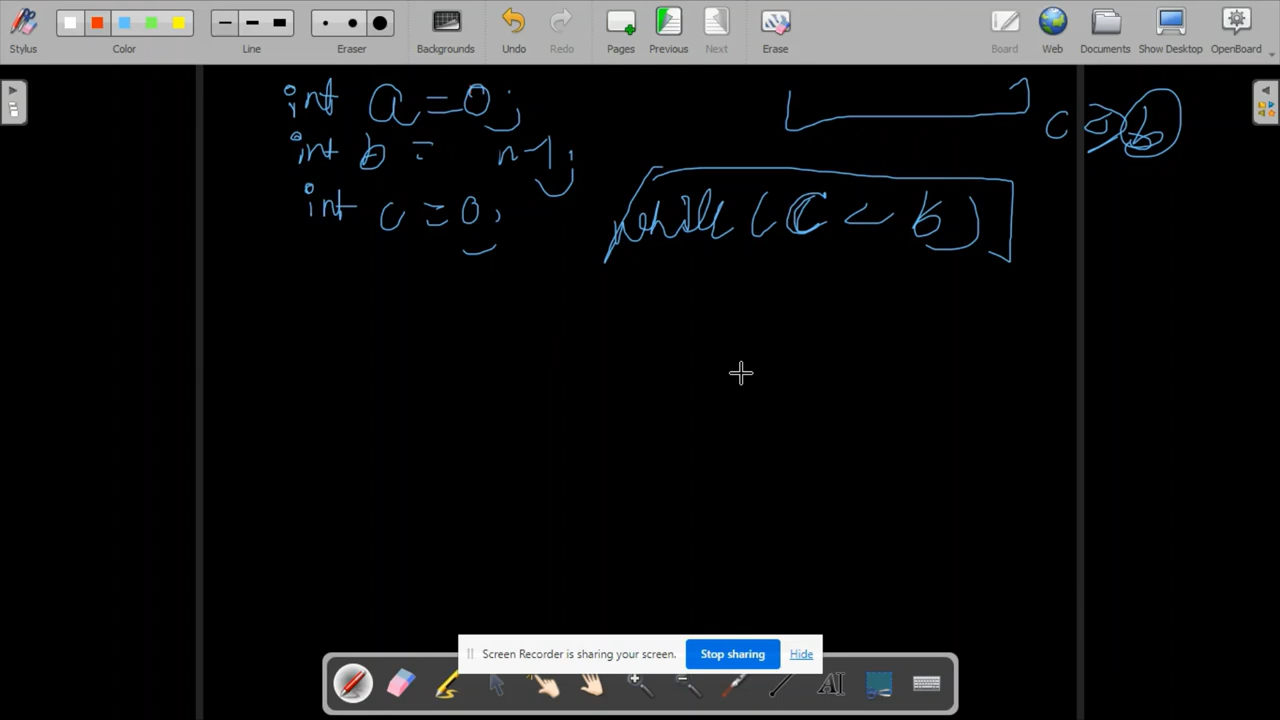 Stylus Color Line Eraser Backgrounds Undo Redo Pages Previous Next Erase Board Web Documents Show Desktop OpenBoard
int a = 0;
int b = n-1;
int c = 0;
c > b
while (c < b)
Screen Recorder is sharing your screen. Stop sharing Hide
AI